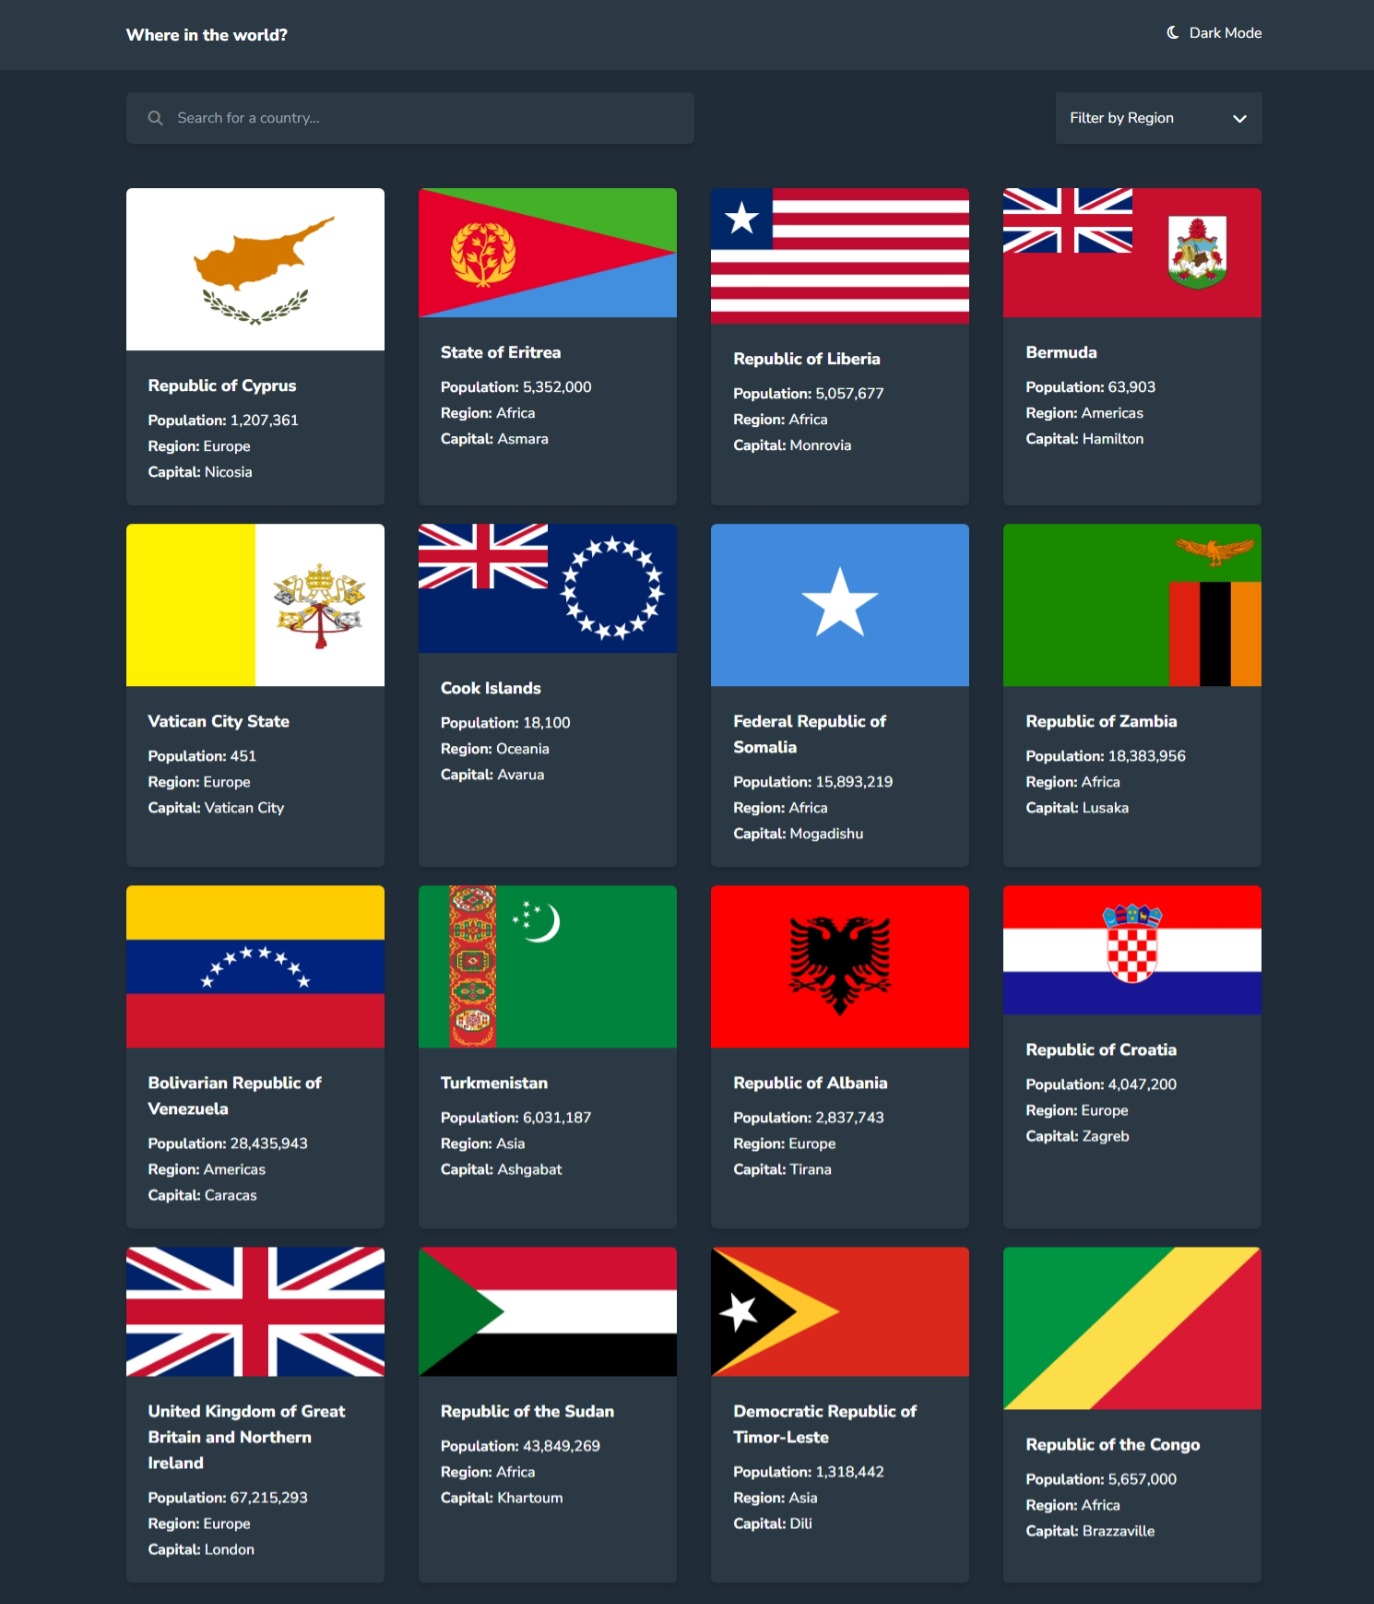 Where in the world?
Dark Mode
Search for a country...
Filter by Region
Republic of Cyprus
Population: 1,207,361
Region: Europe
Capital: Nicosia
State of Eritrea
Population: 5,352,000
Region: Africa
Capital: Asmara
Republic of Liberia
Population: 5,057,677
Region: Africa
Capital: Monrovia
Bermuda
Population: 63,903
Region: Americas
Capital: Hamilton
Vatican City State
Population: 451
Region: Europe
Capital: Vatican City
Cook Islands
Population: 18,100
Region: Oceania
Capital: Avarua
Federal Republic of
Somalia
Population: 15,893,219
Region: Africa
Capital: Mogadishu
Republic of Zambia
Population: 18,383,956
Region: Africa
Capital: Lusaka
Bolivarian Republic of
Venezuela
Population: 28,435,943
Region: Americas
Capital: Caracas
Turkmenistan
Population: 6,031,187
Region: Asia
Capital: Ashgabat
Republic of Albania
Population: 2,837,743
Region: Europe
Capital: Tirana
Republic of Croatia
Population: 4,047,200
Region: Europe
Capital: Zagreb
United Kingdom of Great
Britain and Northern
Ireland
Population: 67,215,293
Region: Europe
Capital: London
Republic of the Sudan
Population: 43,849,269
Region: Africa
Capital: Khartoum
Democratic Republic of
Timor-Leste
Population: 1,318,442
Region: Asia
Capital: Dili
Republic of the Congo
Population: 5,657,000
Region: Africa
Capital: Brazzaville